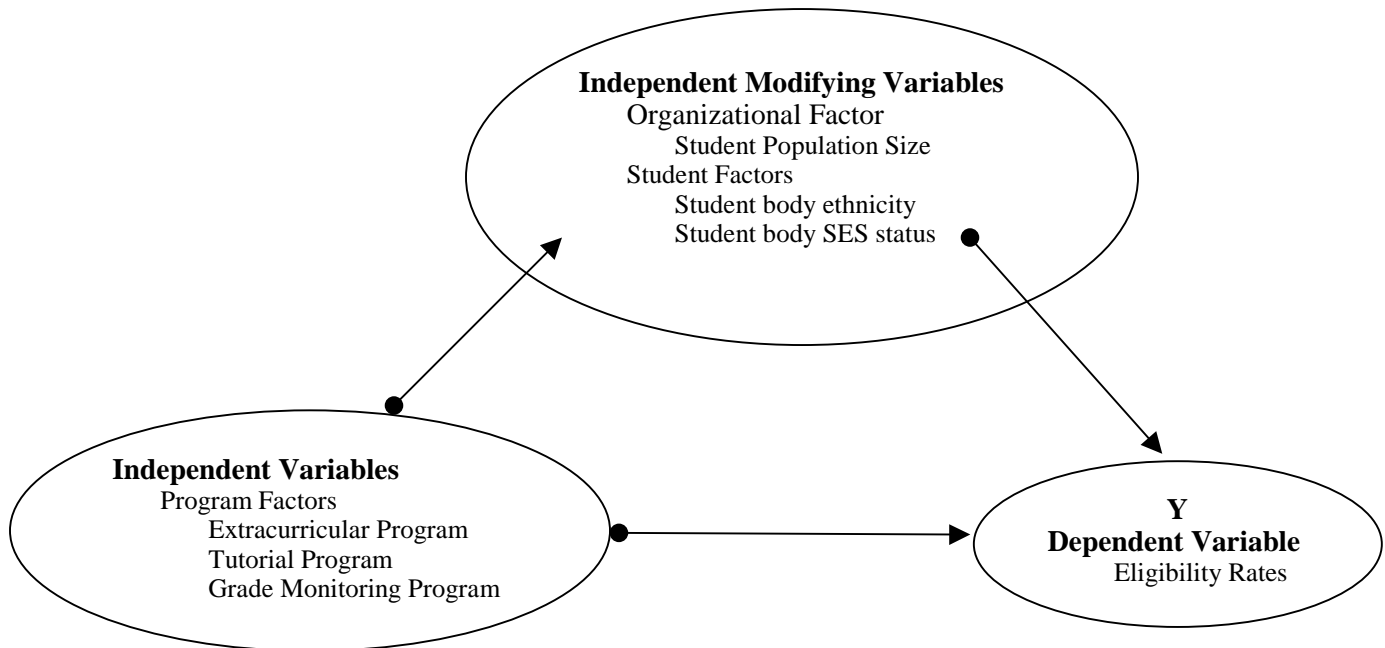 Independent Modifying Variables
Organizational Factor
Student Population Size
Student Factors
Student body ethnicity
Student body SES status
Independent Variables
Program Factors
Extracurricular Program
Tutorial Program
Grade Monitoring Program
Y
Dependent Variable
Eligibility Rates